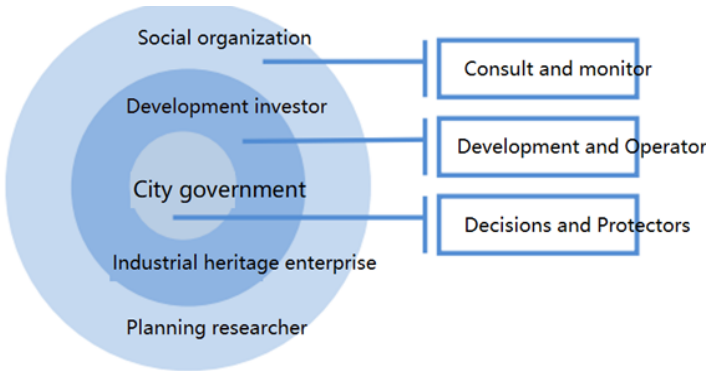 Social organization
Consult and monitor
Development investor
Development and Operator
City government
Decisions and Protectors
Industrial heritage enterprise
Planning researcher